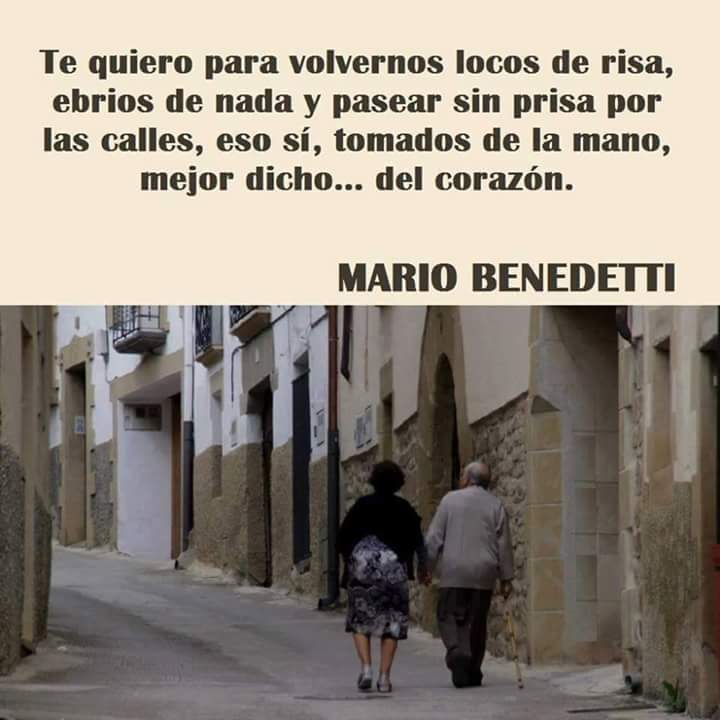 Te quiero para volvernos locos de risa,
ebrios de nada y pasear sin prisa por
las calles, eso sí, tomados de la mano,
mejor dicho... del corazón.
MARIO BENEDETTI